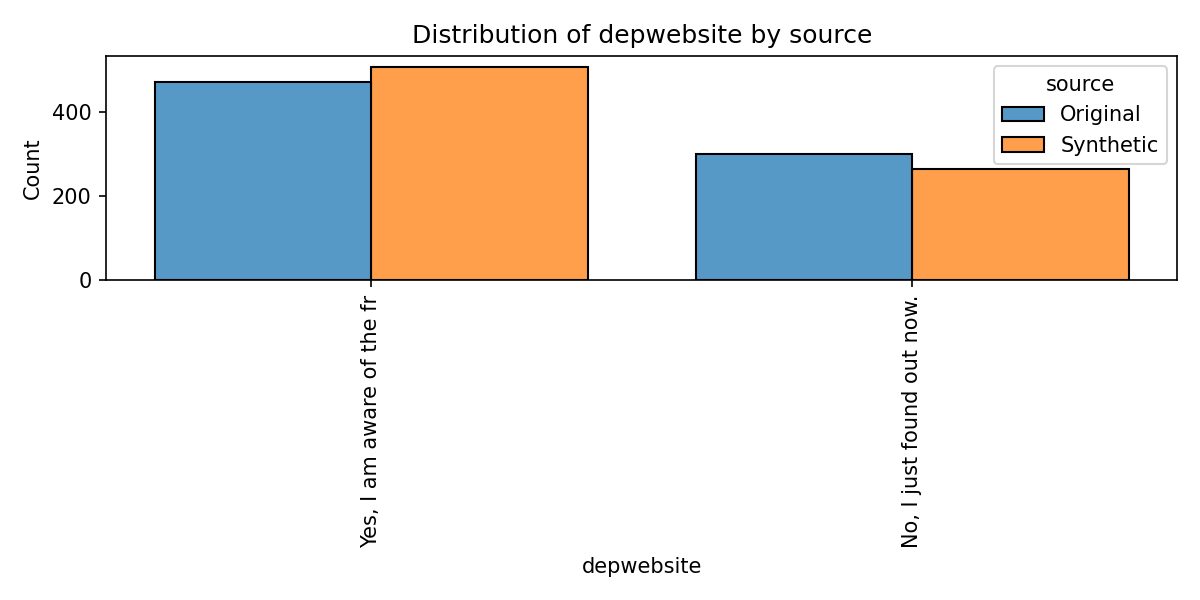 Distribution of depwebsite by source
Count
400
200
0
source
Original
Synthetic
Yes, I am aware of the fr
No, I just found out now.
depwebsite